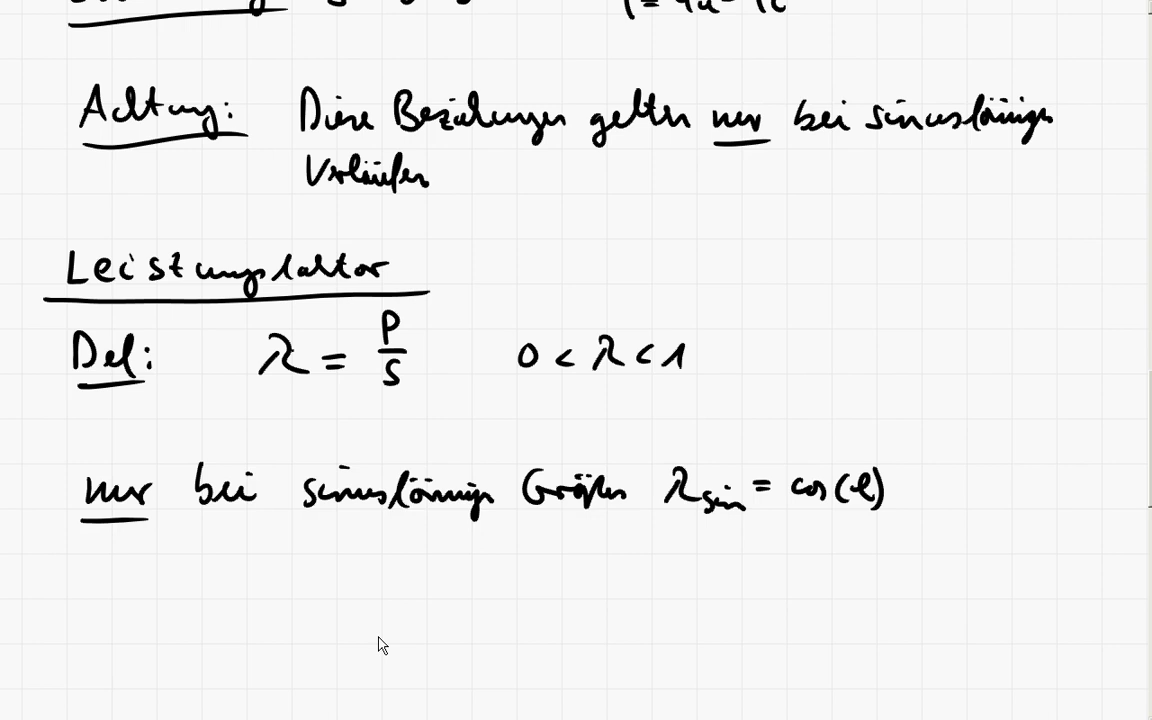 Achtung: Diese Beziehungen gelten nur bei sinusförmigen
Verläufen
Leistungsfaktor
Def: λ = P/S 0 < λ < 1
nur bei sinusförmigen Größen λsin = cos(φ)